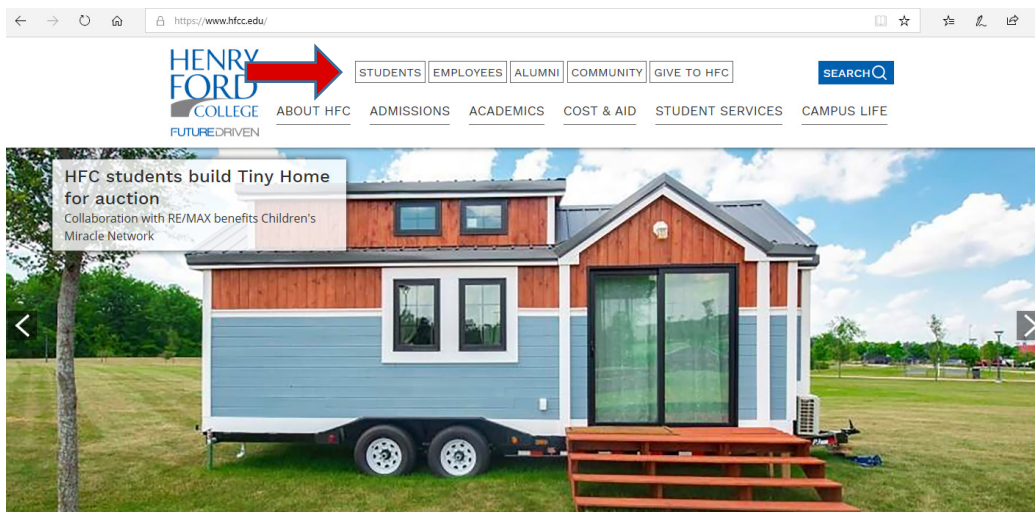 https://www.hfcc.edu/
HENRY
FORD
COLLEGE
FUTUREDRIVEN
STUDENTS EMPLOYEES ALUMNI COMMUNITY GIVE TO HFC
SEARCH
ABOUT HFC ADMISSIONS ACADEMICS COST & AID STUDENT SERVICES CAMPUS LIFE
HFC students build Tiny Home
for auction
Collaboration with RE/MAX benefits Children's
Miracle Network